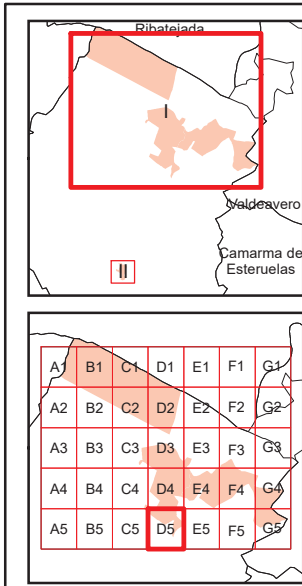 Ribatejada
I
Valdeavero
Camarma de
Esteruelas
II
A1 B1 C1 D1 E1 F1 G1
A2 B2 C2 D2 E2 F2 G2
A3 B3 C3 D3 E3 F3 G3
A4 B4 C4 D4 E4 F4 G4
A5 B5 C5 D5 E5 F5 G5